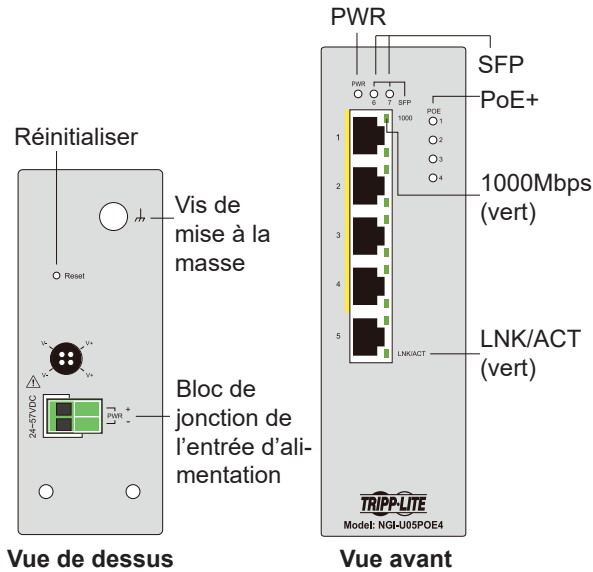 PWR
SFP
PoE+
1000Mbps
(vert)
LNK/ACT
(vert)
PWR
6
7
SFP
1000
POE
1
2
3
4
1
2
3
4
5
LNK/ACT
TRIPP·LITE
Model: NGI-U05POE4
Vue avant
Réinitialiser
Vis de
mise à la
masse
Reset
V-
V+
V-
V+
24~57VDC
PWR
+
-
Bloc de
jonction de
l'entrée d'ali-
mentation
Vue de dessus